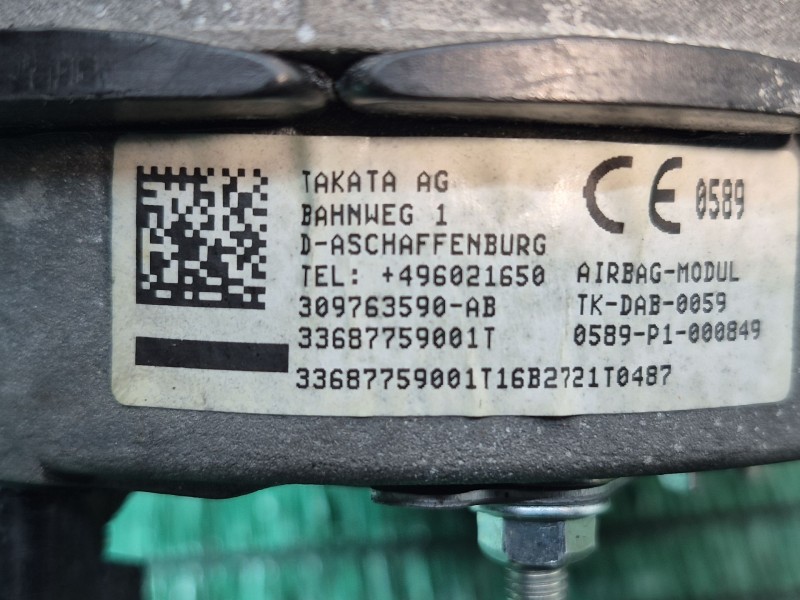 TAKATA AG
BAHNWEG 1
D-ASCHAFFENBURG
TEL: +496021650
309763590-AB
33687759001T
33687759001T16B2721T0487
CE 0589
AIRBAG-MODUL
TK-DAB-0059
0589-P1-000849